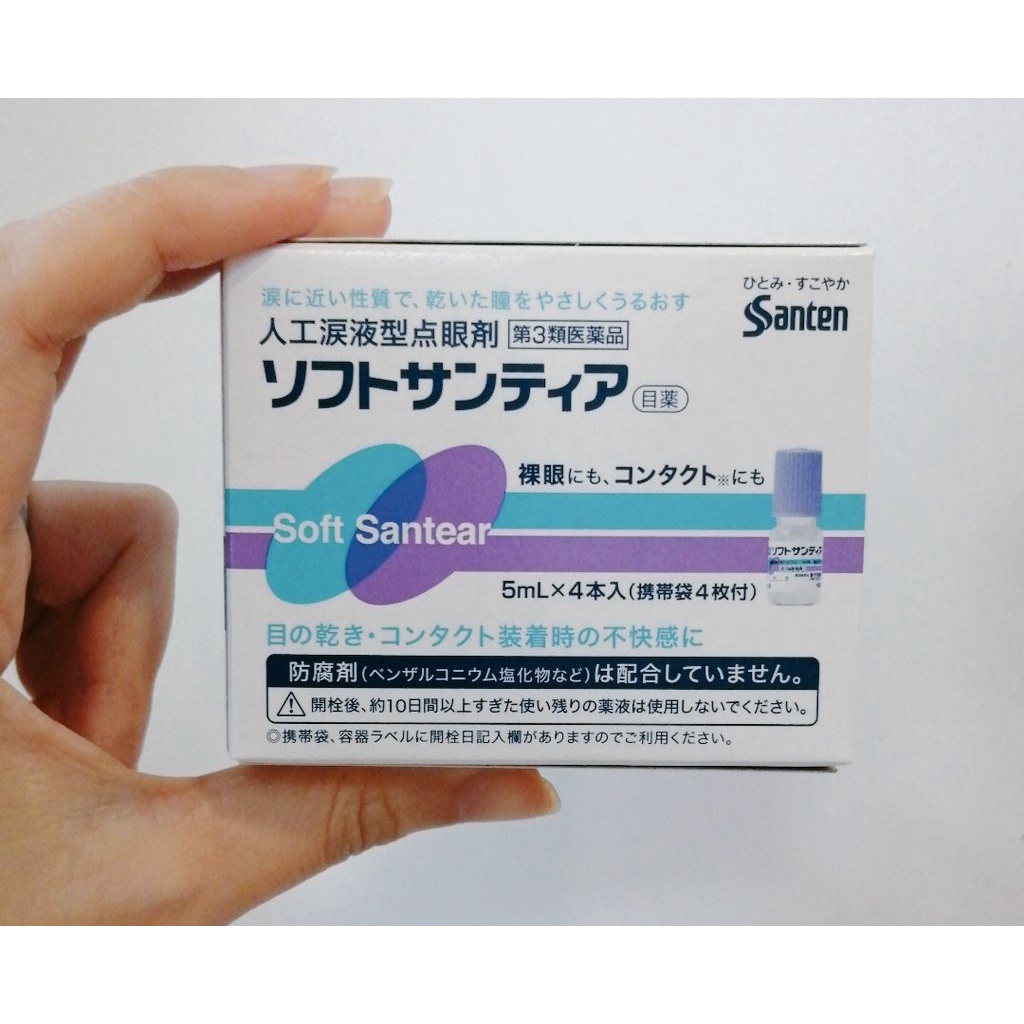 ひとみ・すこやか
Santen
涙に近い性質で、乾いた瞳をやさしくうるおす
人工涙液型点眼剤 第3類医薬品
ソフトサンティア 目薬
裸眼にも、コンタクト※にも
Soft Santear
ソフトサンティア
5mL×4本入(携帯袋4枚付)
目の乾き・コンタクト装着時の不快感に
防腐剤(ベンザルコニウム塩化物など)は配合していません。
開栓後、約10日間以上すぎた使い残りの薬液は使用しないでください。
◎携帯袋、容器ラベルに開栓日記入欄がありますのでご利用ください。